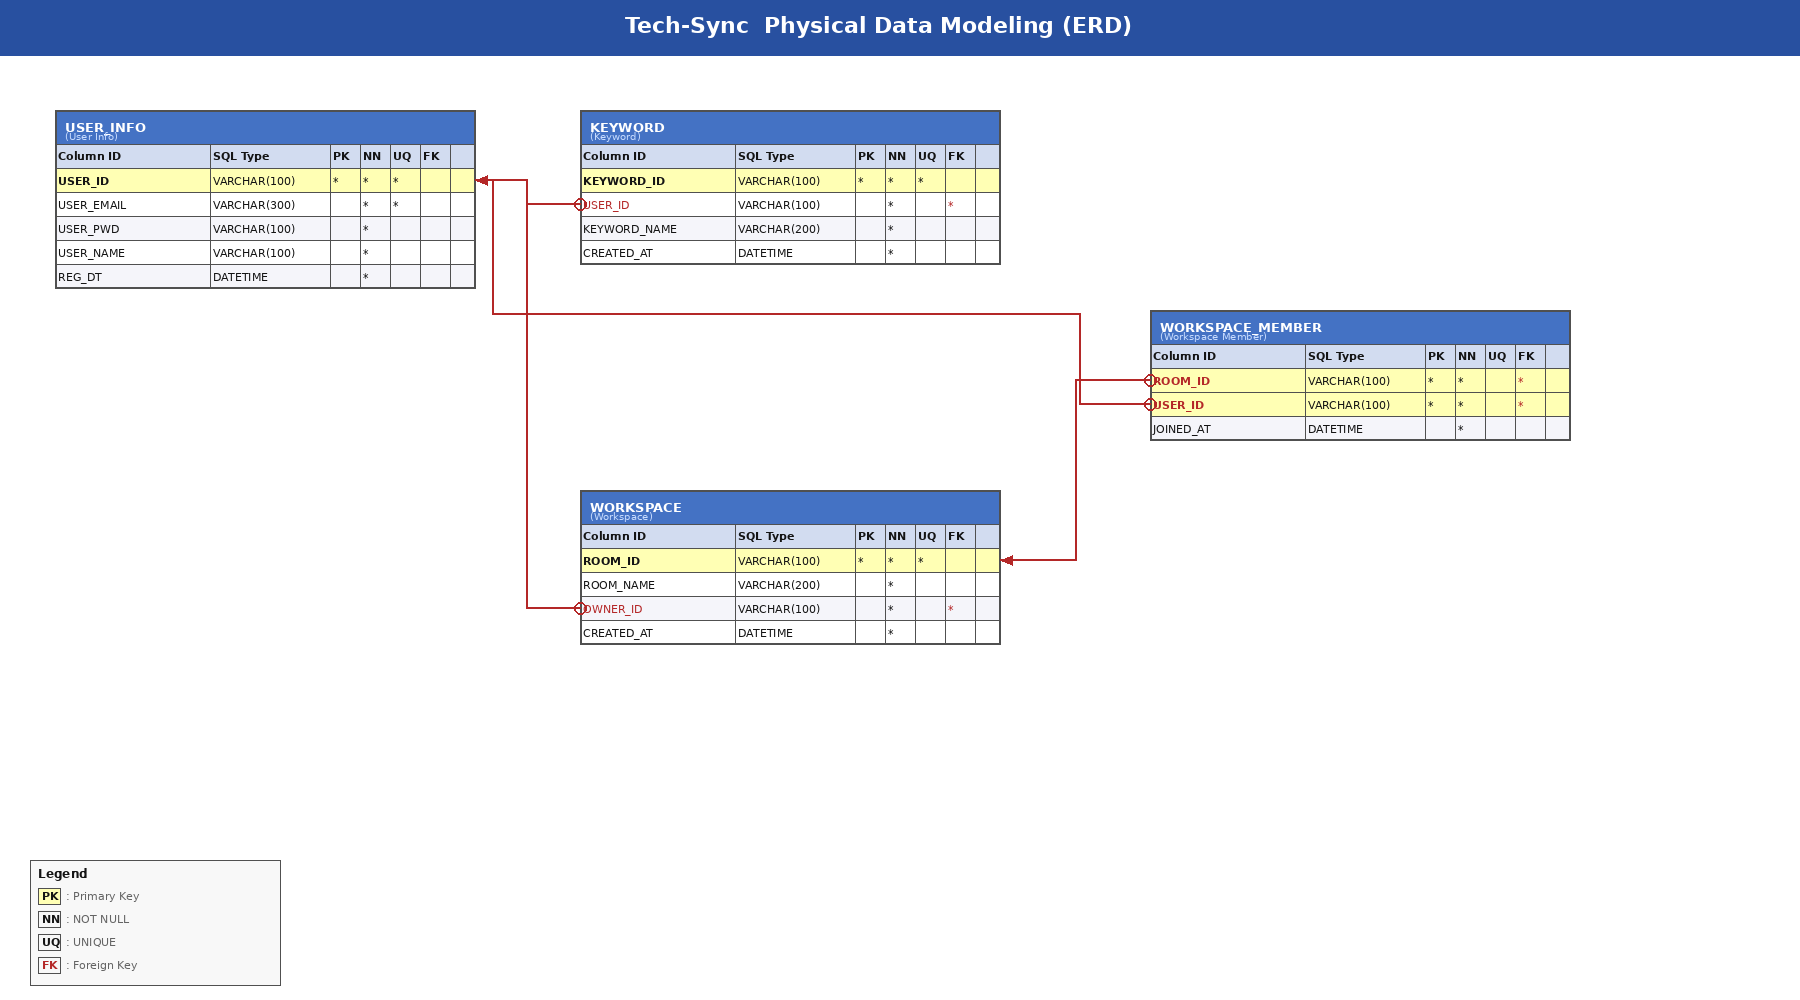 Tech-Sync  Physical Data Modeling (ERD)
USER_INFO
(User Info)
Column ID SQL Type PK NN UQ FK
USER_ID VARCHAR(100) * * *
USER_EMAIL VARCHAR(300) * *
USER_PWD VARCHAR(100) *
USER_NAME VARCHAR(100) *
REG_DT DATETIME *
KEYWORD
(Keyword)
Column ID SQL Type PK NN UQ FK
KEYWORD_ID VARCHAR(100) * * *
USER_ID VARCHAR(100) * *
KEYWORD_NAME VARCHAR(200) *
CREATED_AT DATETIME *
WORKSPACE_MEMBER
(Workspace Member)
Column ID SQL Type PK NN UQ FK
ROOM_ID VARCHAR(100) * * *
USER_ID VARCHAR(100) * * *
JOINED_AT DATETIME *
WORKSPACE
(Workspace)
Column ID SQL Type PK NN UQ FK
ROOM_ID VARCHAR(100) * * *
ROOM_NAME VARCHAR(200) *
OWNER_ID VARCHAR(100) * *
CREATED_AT DATETIME *
Legend
PK : Primary Key
NN : NOT NULL
UQ : UNIQUE
FK : Foreign Key